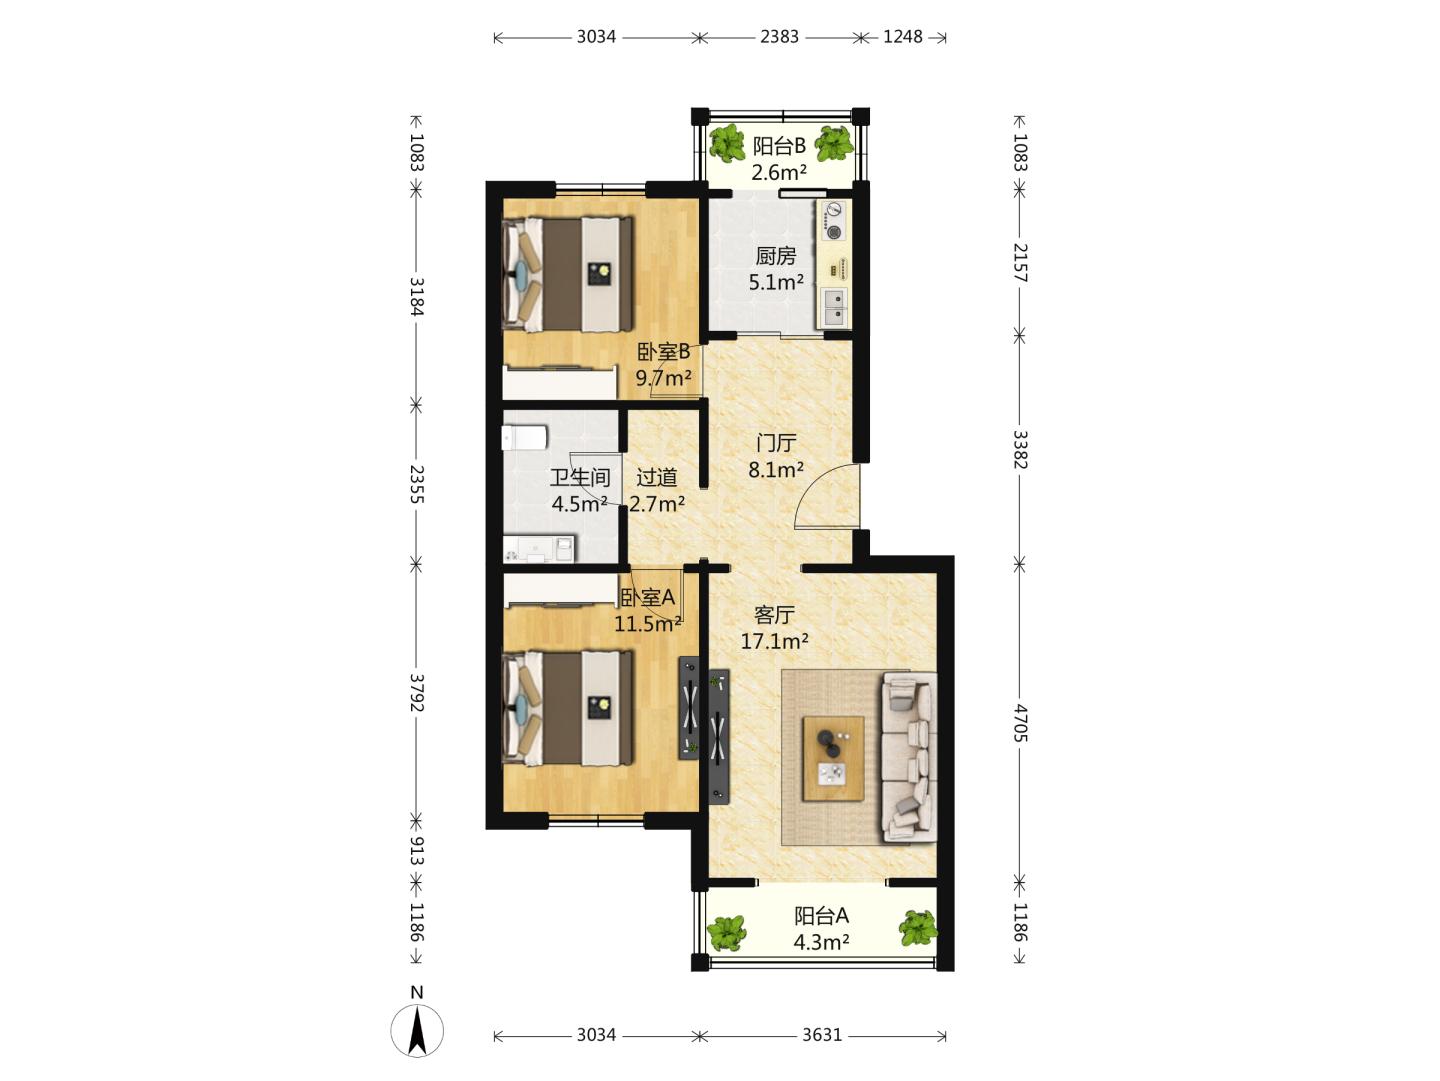 3034 2383 1248
1083
3184
2355
3792
913
1186
1083
2157
3382
4705
1186
阳台B
2.6m²
厨房
5.1m²
卧室B
9.7m²
门厅
8.1m²
卫生间
4.5m²
过道
2.7m²
卧室A
11.5m²
客厅
17.1m²
阳台A
4.3m²
N
3034 3631